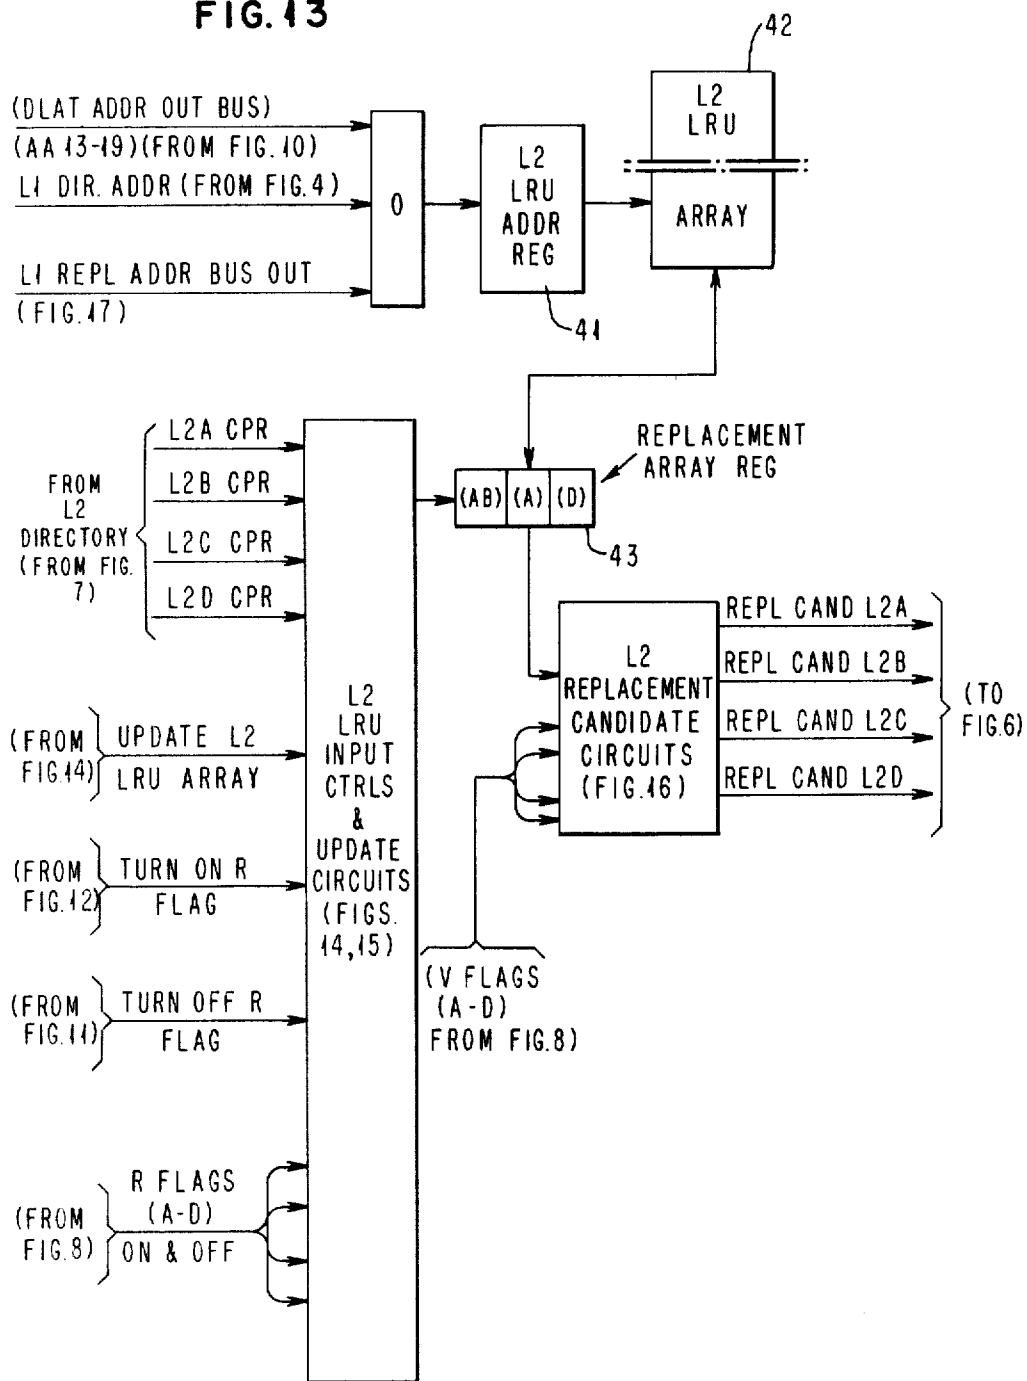 FIG. 13
42
(DLAT ADDR OUT BUS)
(AA 13-19)(FROM FIG. 10)
L1 DIR. ADDR (FROM FIG. 4)
L1 REPL ADDR BUS OUT
(FIG. 17)
O
L2
LRU
ADDR
REG
41
L2
LRU
ARRAY
FROM
L2
DIRECTORY
(FROM FIG.
7)
L2A CPR
L2B CPR
L2C CPR
L2D CPR
REPLACEMENT
ARRAY REG
(AB) (A) (D)
43
L2
LRU
INPUT
CTRLS
&
UPDATE
CIRCUITS
(FIGS.
14,15)
L2
REPLACEMENT
CANDIDATE
CIRCUITS
(FIG. 16)
REPL CAND L2A
REPL CAND L2B
REPL CAND L2C
REPL CAND L2D
(TO
FIG. 6)
(FROM
FIG. 14)
UPDATE L2
LRU ARRAY
(FROM
FIG. 12)
TURN ON R
FLAG
(V FLAGS
(A-D)
FROM FIG. 8)
(FROM
FIG. 11)
TURN OFF R
FLAG
(FROM
FIG. 8)
R FLAGS
(A-D)
ON & OFF